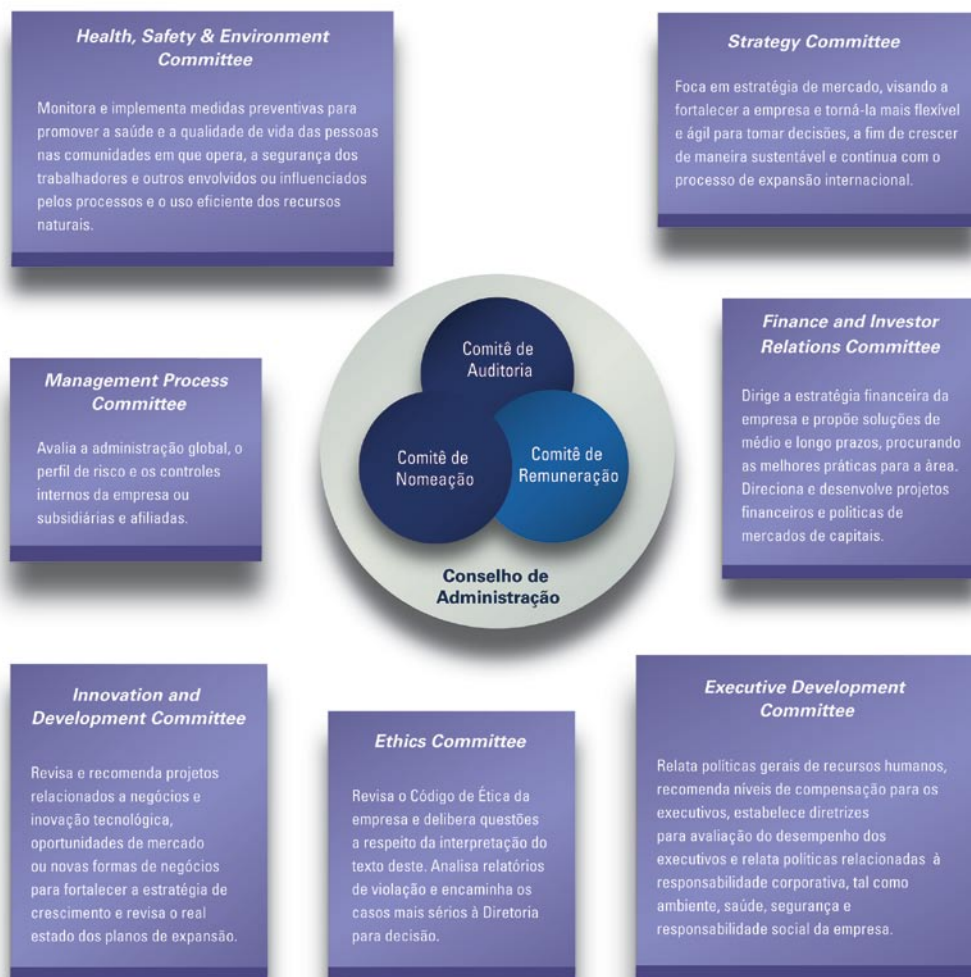 Health, Safety & Environment
Committee
Monitora e implementa medidas preventivas para
promover a saúde e a qualidade de vida das pessoas
nas comunidades em que opera, a segurança dos
trabalhadores e outros envolvidos ou influenciados
pelos processos e o uso eficiente dos recursos
naturais.
Strategy Committee
Foca em estratégia de mercado, visando a
fortalecer a empresa e torná-la mais flexível
e ágil para tomar decisões, a fim de crescer
de maneira sustentável e contínua com o
processo de expansão internacional.
Management Process
Committee
Avalia a administração global, o
perfil de risco e os controles
internos da empresa ou
subsidiárias e afiliadas.
Comitê de
Auditoria
Comitê de
Nomeação
Comitê de
Remuneração
Conselho de
Administração
Finance and Investor
Relations Committee
Dirige a estratégia financeira da
empresa e propõe soluções de
médio e longo prazos, procurando
as melhores práticas para a àrea.
Direciona e desenvolve projetos
financeiros e políticas de
mercados de capitais.
Innovation and
Development Committee
Revisa e recomenda projetos
relacionados a negócios e
inovação tecnológica,
oportunidades de mercado
ou novas formas de negócios
para fortalecer a estratégia de
crescimento e revisa o real
estado dos planos de expansão.
Ethics Committee
Revisa o Código de Ética da
empresa e delibera questões
a respeito da interpretação do
texto deste. Analisa relatórios
de violação e encaminha os
casos mais sérios à Diretoria
para decisão.
Executive Development
Committee
Relata políticas gerais de recursos humanos,
recomenda níveis de compensação para os
executivos, estabelece diretrizes
para avaliação do desempenho dos
executivos e relata políticas relacionadas à
responsabilidade corporativa, tal como
ambiente, saúde, segurança e
responsabilidade social da empresa.